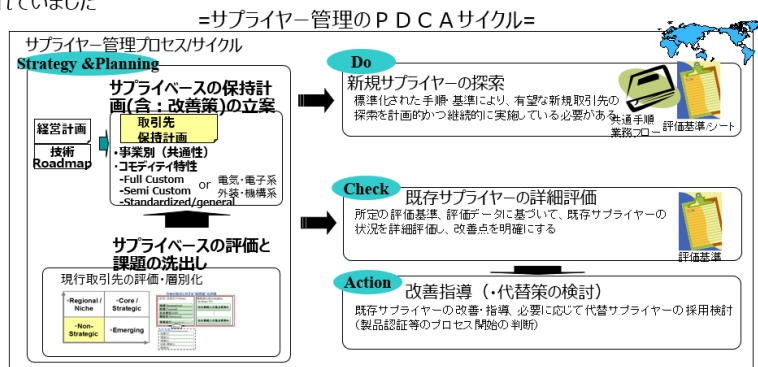 れていました
=サプライヤー管理のPDCAサイクル=
サプライヤー管理プロセス/サイクル
Strategy &Planning
サプライベースの保持計
画(含：改善策)の立案
経営計画
技術
Roadmap
取引先
保持計画
・事業別（共通性）
・コモディティ特性
-Full Custom
-Semi Custom
-Standardized/general
or
電気・電子系
外装・機構系
サプライベースの評価と
課題の洗出し
現行取引先の評価・層別化
・Regional /
Niche
・Core /
Strategic
・Non-
Strategic
・Emerging
Do
新規サプライヤーの探索
標準化された手順・基準により、有望な新規取引先の
探索を計画的かつ継続的に実施している必要がある
共通手順
業務フロー
評価基準/シート
Check
既存サプライヤーの詳細評価
所定の評価基準、評価データに基づいて、既存サプライヤーの
状況を詳細評価し、改善点を明確にする
評価基準
Action
改善指導（・代替策の検討）
既存サプライヤーの改善・指導、必要に応じて代替サプライヤーの採用検討
（製品認証等のプロセス開始の判断）